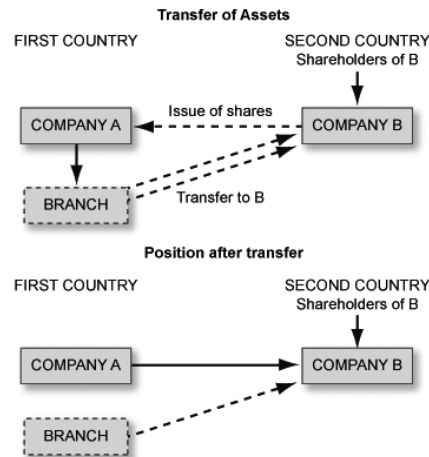 Transfer of Assets
FIRST COUNTRY
SECOND COUNTRY
Shareholders of B
Issue of shares
COMPANY A
COMPANY B
BRANCH
Transfer to B
Position after transfer
FIRST COUNTRY
SECOND COUNTRY
Shareholders of B
COMPANY A
COMPANY B
BRANCH